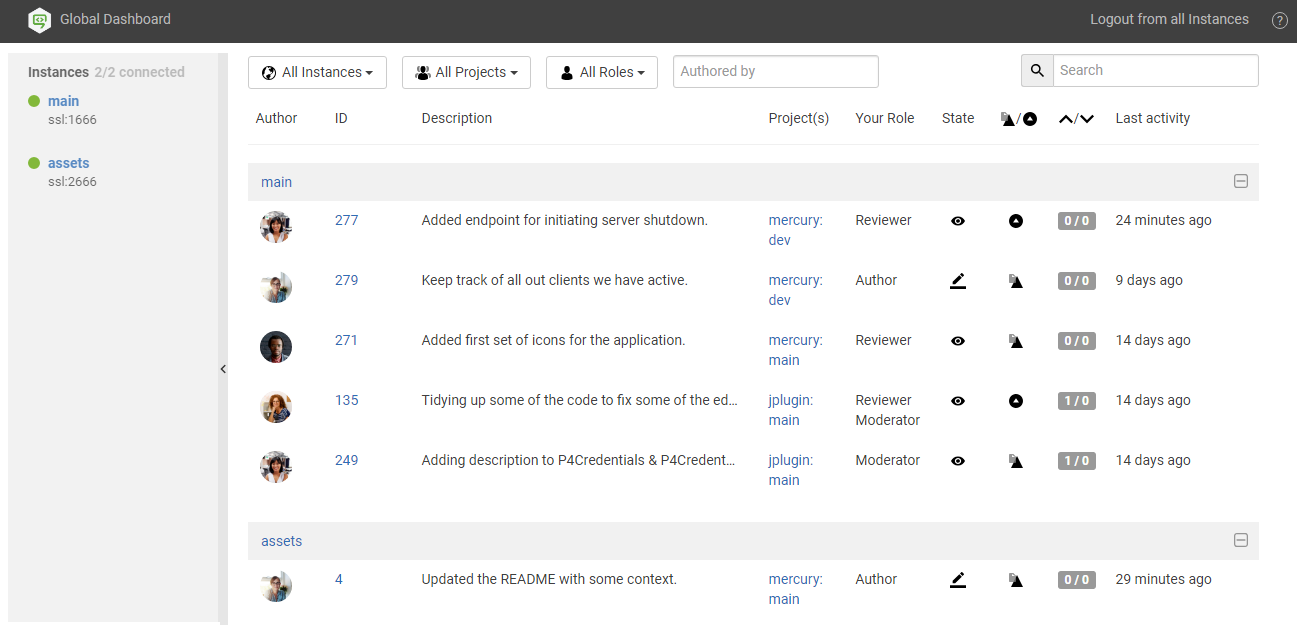 Global Dashboard
Logout from all Instances
?
Instances 2/2 connected
main
ssl:1666
assets
ssl:2666
All Instances
All Projects
All Roles
Authored by
Search
Author ID Description Project(s) Your Role State / / Last activity
main
277 Added endpoint for initiating server shutdown. mercury: Reviewer 0 / 0 24 minutes ago
dev
279 Keep track of all out clients we have active. mercury: Author 0 / 0 9 days ago
dev
271 Added first set of icons for the application. mercury: Reviewer 0 / 0 14 days ago
main
135 Tidying up some of the code to fix some of the ed... jplugin: Reviewer 1 / 0 14 days ago
main Moderator
249 Adding description to P4Credentials & P4Credent... jplugin: Moderator 1 / 0 14 days ago
main
assets
4 Updated the README with some context. mercury: Author 0 / 0 29 minutes ago
main